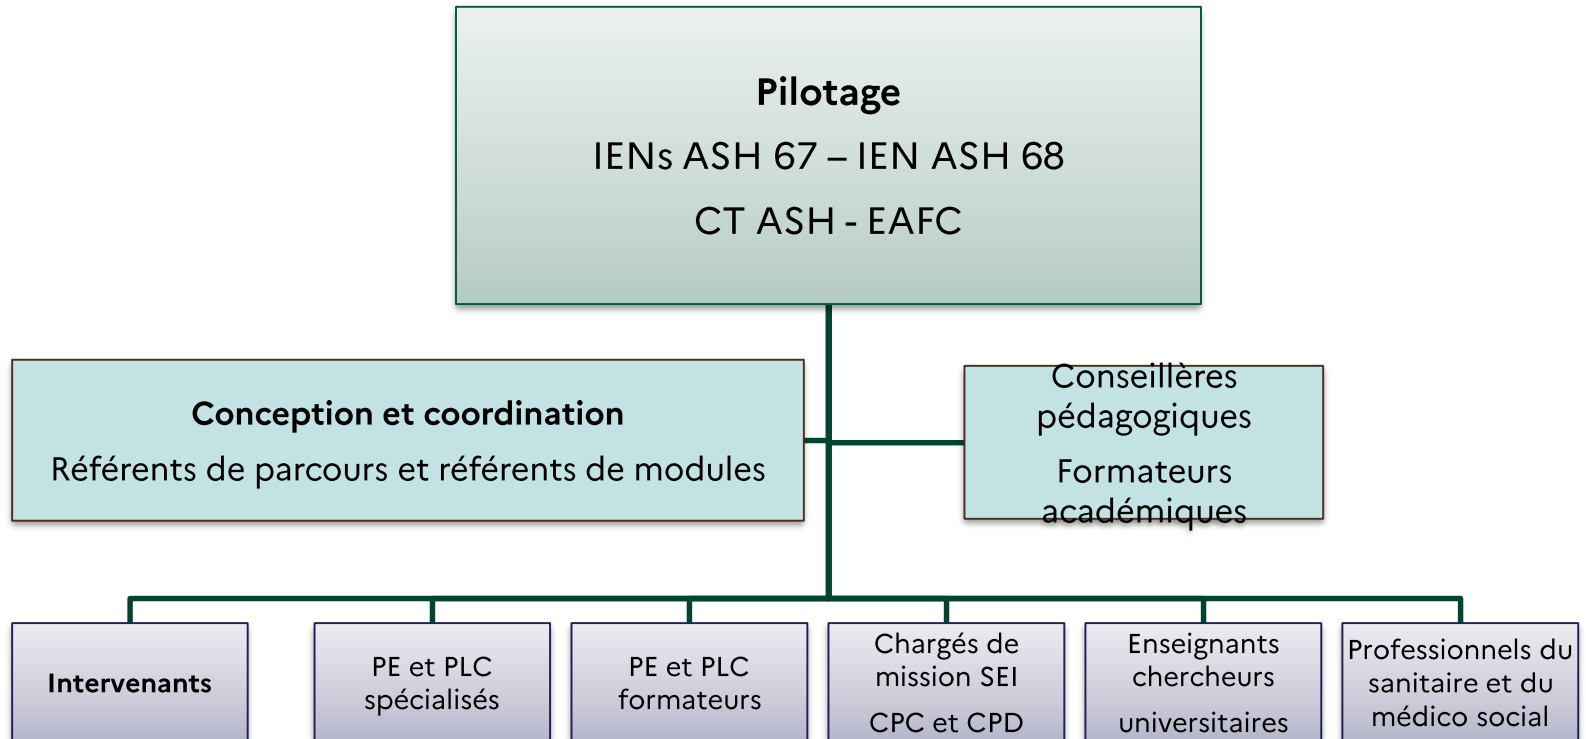 Pilotage
IENs ASH 67 – IEN ASH 68
CT ASH - EAFC
Conception et coordination
Référents de parcours et référents de modules
Conseillères
pédagogiques
Formateurs
académiques
Intervenants
PE et PLC
spécialisés
PE et PLC
formateurs
Chargés de
mission SEI
CPC et CPD
Enseignants
chercheurs
universitaires
Professionnels du
sanitaire et du
médico social